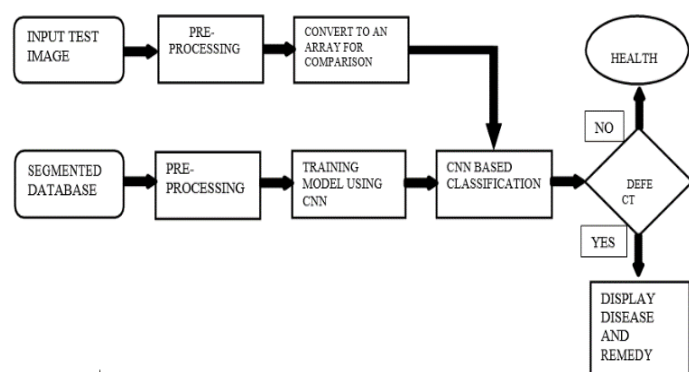 INPUT TEST
IMAGE
PRE-
PROCESSING
CONVERT TO AN
ARRAY FOR
COMPARISON
HEALTH
NO
SEGMENTED
DATABASE
PRE-
PROCESSING
TRAINING
MODEL USING
CNN
CNN BASED
CLASSIFICATION
DEFE
CT
YES
DISPLAY
DISEASE
AND
REMEDY